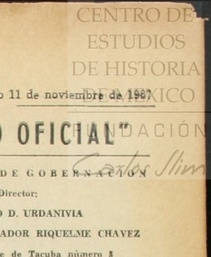 CENTRO DE
ESTUDIOS
DE HISTORIA
DE MÉXICO
FUNDACIÓN
Carlos Slim
o 11 de noviembre de 1967
O OFICIAL"
DE GOBERNACION
Director:
O D. URDANIVIA
ADOR RIQUELME CHAVEZ
e de Tacuba número 1